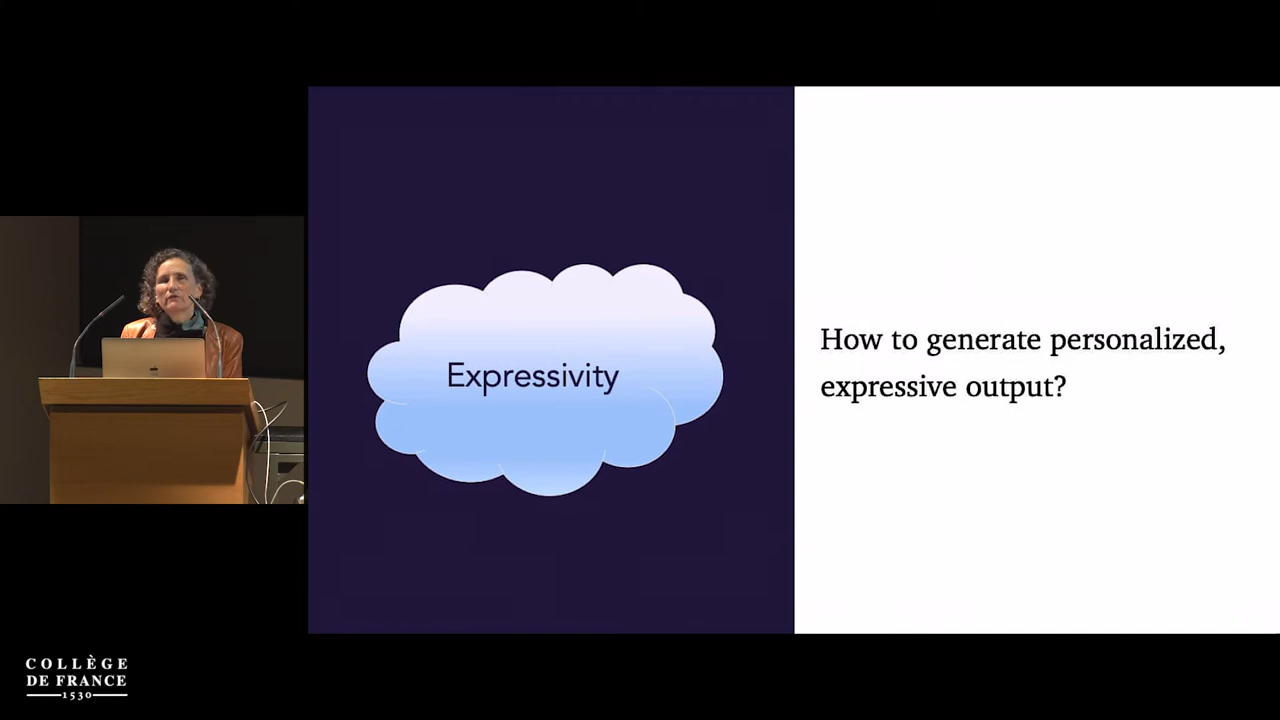 Expressivity
How to generate personalized,
expressive output?
COLLÈGE
DE FRANCE
1530